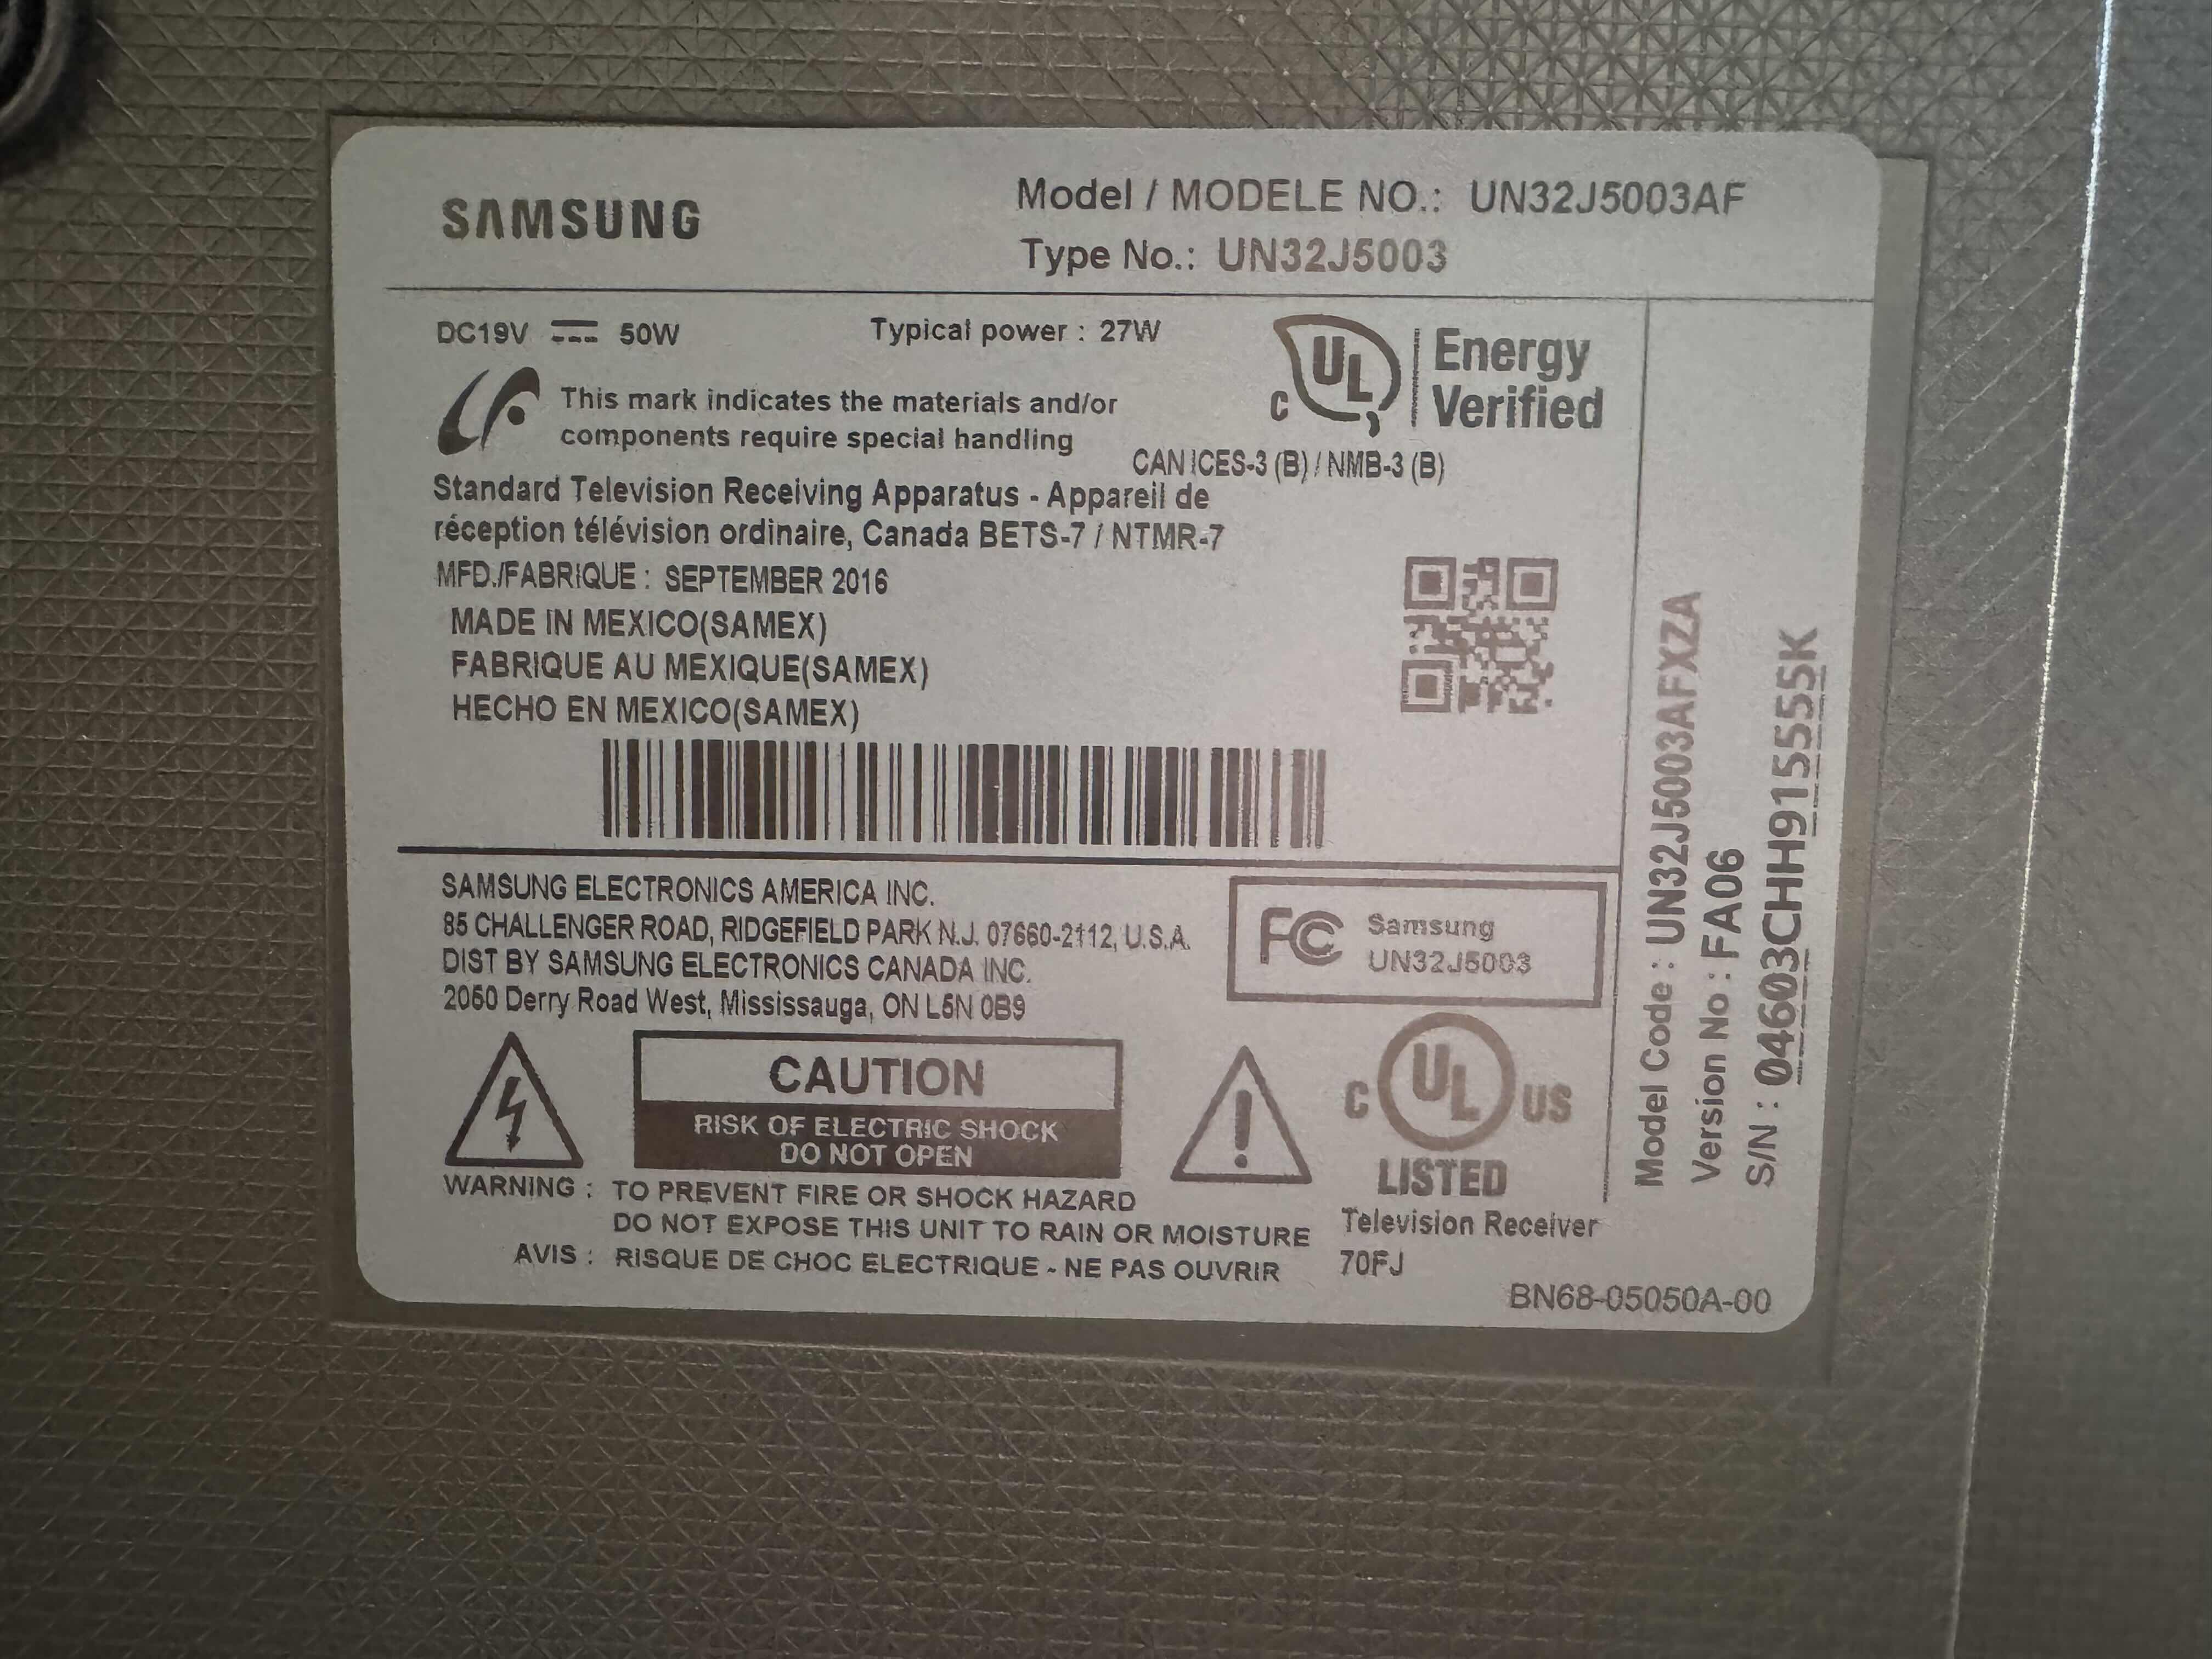 SAMSUNG
Model / MODELE NO.: UN32J5003AF
Type No.: UN32J5003
DC19V 50W
Typical power : 27W
C UL Energy
Verified
This mark indicates the materials and/or
components require special handling
CAN ICES-3 (B) / NMB-3 (B)
Standard Television Receiving Apparatus - Appareil de
réception télévision ordinaire, Canada BETS-7 / NTMR-7
MFD./FABRIQUE : SEPTEMBER 2016
MADE IN MEXICO(SAMEX)
FABRIQUE AU MEXIQUE(SAMEX)
HECHO EN MEXICO(SAMEX)
SAMSUNG ELECTRONICS AMERICA INC.
85 CHALLENGER ROAD, RIDGEFIELD PARK N.J. 07660-2112, U.S.A.
DIST BY SAMSUNG ELECTRONICS CANADA INC.
2050 Derry Road West, Mississauga, ON L5N 0B9
FC Samsung
UN32J5003
CAUTION
RISK OF ELECTRIC SHOCK
DO NOT OPEN
C UL US
LISTED
WARNING : TO PREVENT FIRE OR SHOCK HAZARD
DO NOT EXPOSE THIS UNIT TO RAIN OR MOISTURE
AVIS : RISQUE DE CHOC ELECTRIQUE - NE PAS OUVRIR
Television Receiver
70FJ
BN68-05050A-00
Model Code : UN32J5003AFXZA
Version No : FA06
S/N : 04603CHH915555K